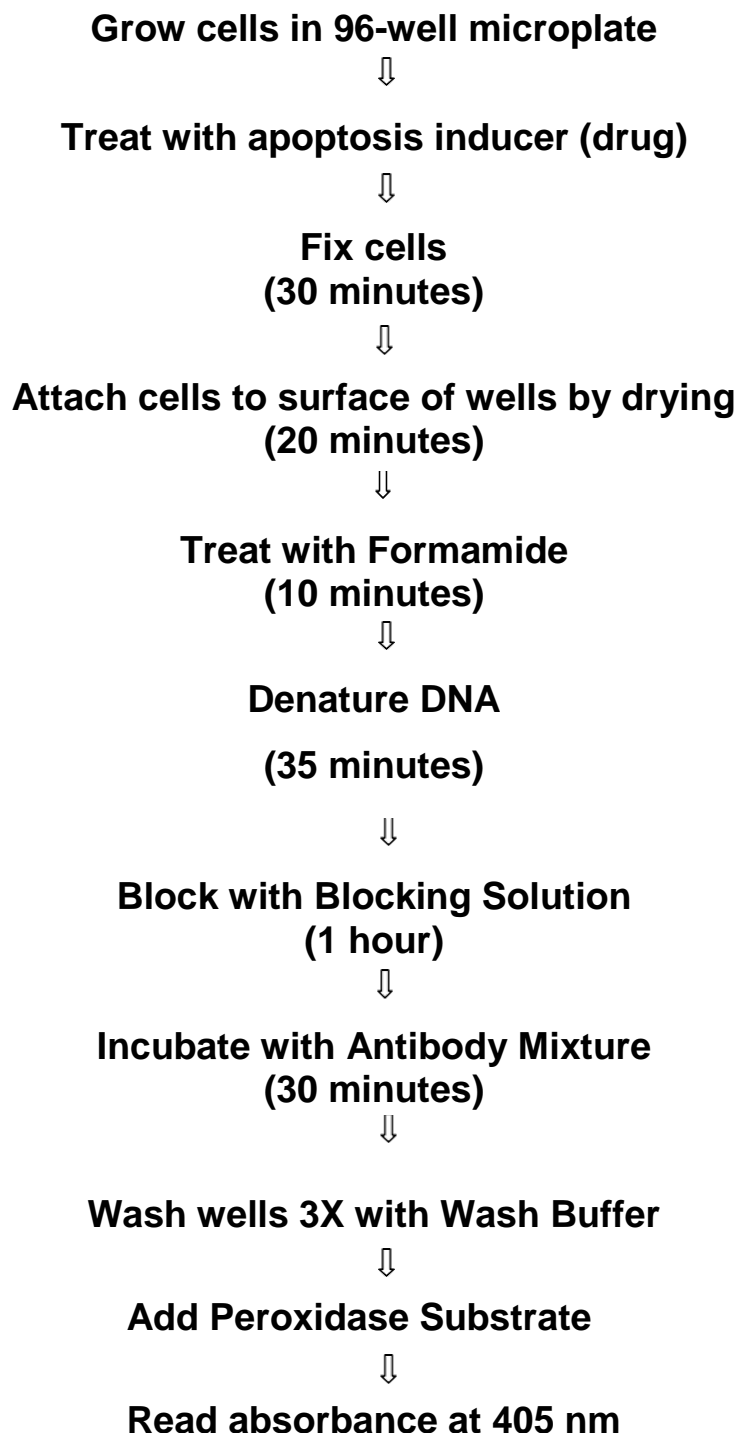 Grow cells in 96-well microplate
⇩
Treat with apoptosis inducer (drug)
⇩
Fix cells
(30 minutes)
⇩
Attach cells to surface of wells by drying
(20 minutes)
⇩
Treat with Formamide
(10 minutes)
⇩
Denature DNA
(35 minutes)
⇩
Block with Blocking Solution
(1 hour)
⇩
Incubate with Antibody Mixture
(30 minutes)
⇩
Wash wells 3X with Wash Buffer
⇩
Add Peroxidase Substrate
⇩
Read absorbance at 405 nm